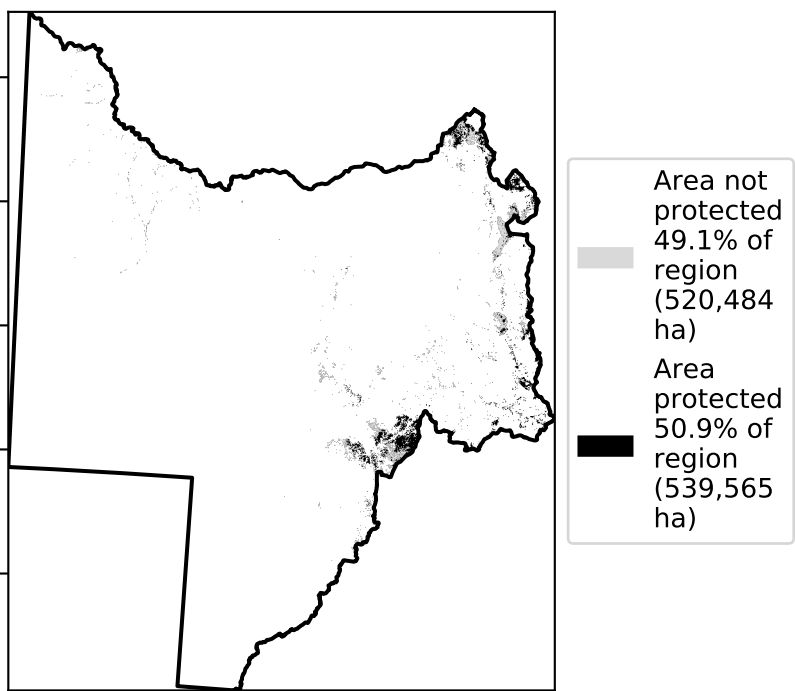 Area not
protected
49.1% of
region
(520,484
ha)
Area
protected
50.9% of
region
(539,565
ha)